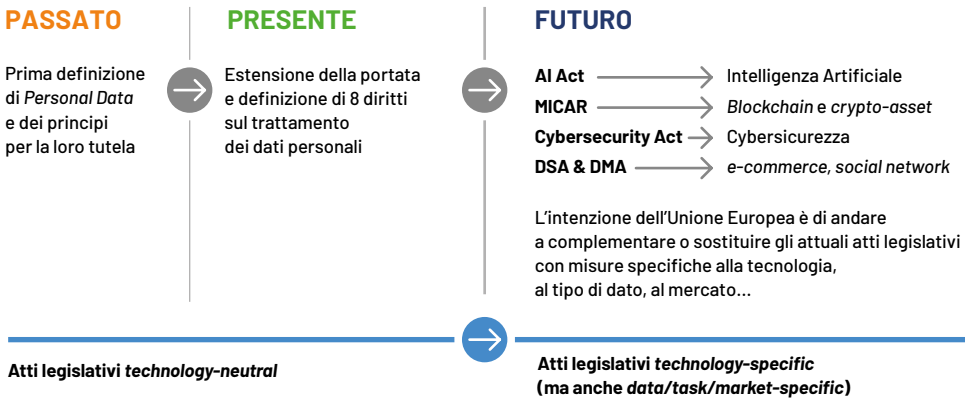 PASSATO
Prima definizione
di Personal Data
e dei principi
per la loro tutela
PRESENTE
Estensione della portata
e definizione di 8 diritti
sul trattamento
dei dati personali
FUTURO
AI Act Intelligenza Artificiale
MICAR Blockchain e crypto-asset
Cybersecurity Act Cybersicurezza
DSA & DMA e-commerce, social network
L'intenzione dell'Unione Europea è di andare
a complementare o sostituire gli attuali atti legislativi
con misure specifiche alla tecnologia,
al tipo di dato, al mercato...
Atti legislativi technology-neutral
Atti legislativi technology-specific
(ma anche data/task/market-specific)